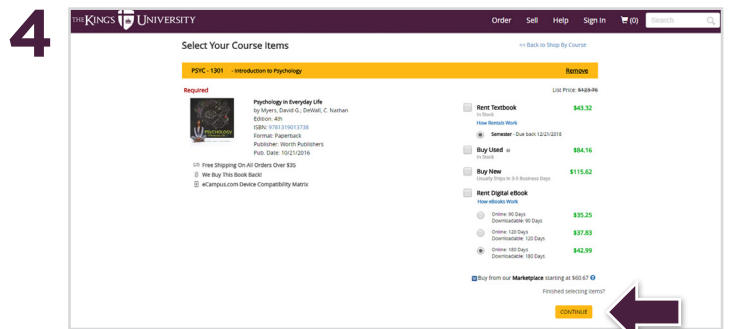 4
THE KING'S UNIVERSITY
Order Sell Help Sign In (0) Search
Select Your Course Items
<< Back to Shop By Course
PSYC - 1301 - Introduction to Psychology
Remove
Required
List Price: $123.76
Psychology in Everyday Life
by Myers, David G.; DeWall, C. Nathan
Edition: 4th
ISBN: 9781319013738
Format: Paperback
Publisher: Worth Publishers
Pub. Date: 10/21/2016
PSYCHOLOGY
Free Shipping On All Orders Over $35
We Buy This Book Back!
eCampus.com Device Compatibility Matrix
Rent Textbook $43.32
In Stock
How Rentals Work
Semester - Due back 12/21/2018
Buy Used $84.16
In Stock
Buy New $115.62
Usually Ships in 3-5 Business Days
Rent Digital eBook
How eBooks Work
Online: 90 Days $35.25
Downloadable: 90 Days
Online: 120 Days $37.83
Downloadable: 120 Days
Online: 180 Days $42.99
Downloadable: 180 Days
Buy from our Marketplace starting at $60.67
Finished selecting items?
CONTINUE